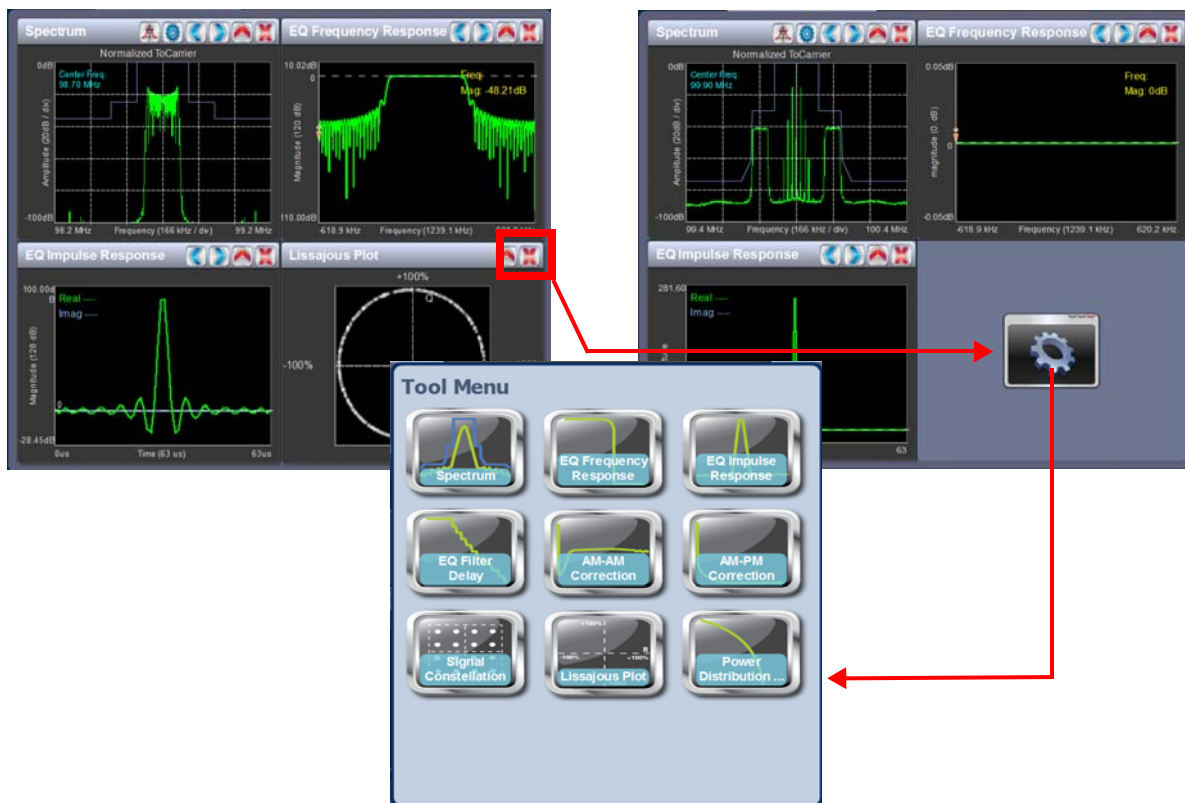 Spectrum
Normalized ToCarrier
0dB
Center Freq:
98.70 MHz
Amplitude (20dB / div)
-100dB
98.2 MHz Frequency (166 kHz / div) 99.2 MHz
EQ Frequency Response
10.02dB
0
Freq:
Mag: -48.21dB
Magnitude (120 dB)
110.00dB
-618.9 kHz Frequency (1239.1 kHz)
EQ Impulse Response
100.00d
B
Real ----
Imag ----
Magnitude (128 dB)
0
-28.45dB
0us Time (63 us) 63us
Lissajous Plot
+100%
Q
-100%
Spectrum
Normalized ToCarrier
0dB
Center Freq:
99.90 MHz
Amplitude (20dB / div)
-100dB
99.4 MHz Frequency (166 kHz / div) 100.4 MHz
EQ Frequency Response
0.05dB
Freq:
Mag: 0dB
magnitude (0. dB)
0
-0.05dB
-618.9 kHz Frequency (1239.1 kHz) 620.2 kHz
EQ Impulse Response
281.60
Real ----
Imag ----
63
Tool Menu
Spectrum
EQ Frequency
Response
EQ Impulse
Response
EQ Filter
Delay
AM-AM
Correction
AM-PM
Correction
Signal
Constellation
+100%
-100%
+100%
Lissajous Plot
Power
Distribution ...